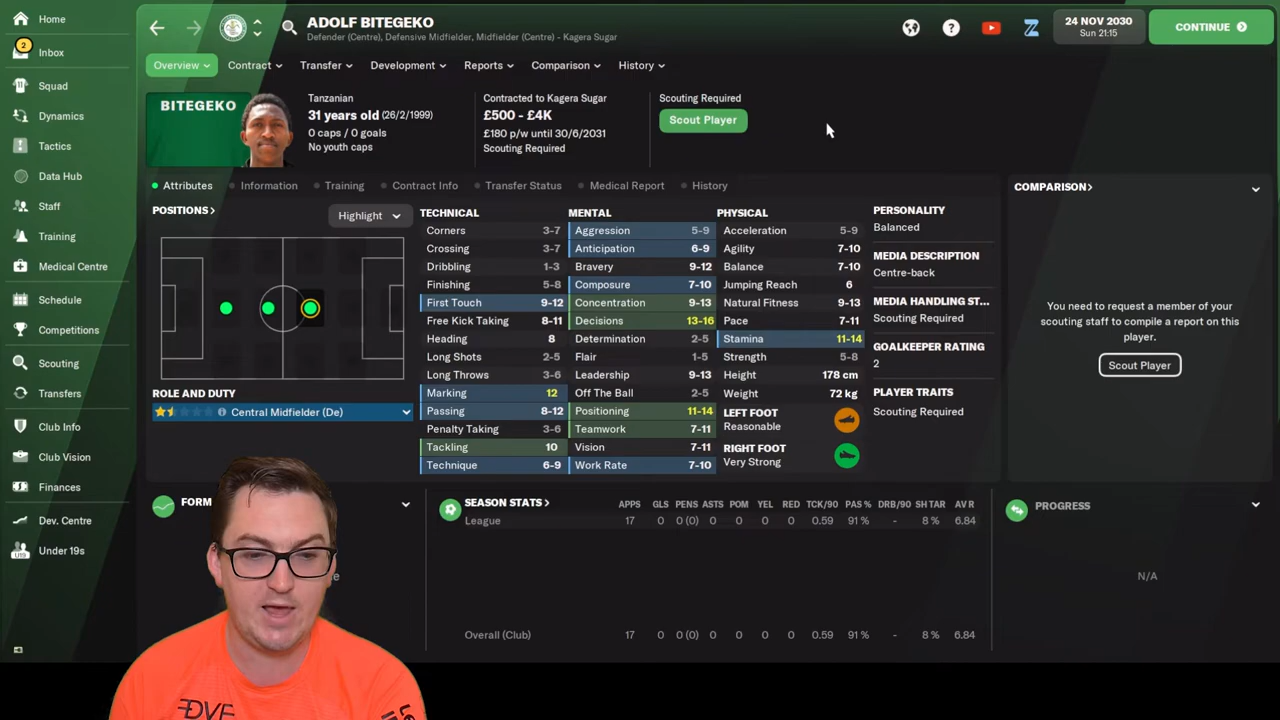 Home
2
Inbox
Squad
Dynamics
Tactics
Data Hub
Staff
Training
Medical Centre
Schedule
Competitions
Scouting
Transfers
Club Info
Club Vision
Finances
Dev. Centre
U19
Under 19s
ADOLF BITEGEKO
Defender (Centre), Defensive Midfielder, Midfielder (Centre) - Kagera Sugar
?
Z
24 NOV 2030
Sun 21:15
CONTINUE
Overview
Contract
Transfer
Development
Reports
Comparison
History
BITEGEKO
Tanzanian
31 years old (26/2/1999)
0 caps / 0 goals
No youth caps
Contracted to Kagera Sugar
£500 - £4K
£180 p/w until 30/6/2031
Scouting Required
Scouting Required
Scout Player
Attributes
Information
Training
Contract Info
Transfer Status
Medical Report
History
POSITIONS>
Highlight
ROLE AND DUTY
Central Midfielder (De)
TECHNICAL
Corners 3-7
Crossing 3-7
Dribbling 1-3
Finishing 5-8
First Touch 9-12
Free Kick Taking 8-11
Heading 8
Long Shots 2-5
Long Throws 3-6
Marking 12
Passing 8-12
Penalty Taking 3-6
Tackling 10
Technique 6-9
MENTAL
Aggression 5-9
Anticipation 6-9
Bravery 9-12
Composure 7-10
Concentration 9-13
Decisions 13-16
Determination 2-5
Flair 1-5
Leadership 9-13
Off The Ball 2-5
Positioning 11-14
Teamwork 7-11
Vision 7-11
Work Rate 7-10
PHYSICAL
Acceleration 5-9
Agility 7-10
Balance 7-10
Jumping Reach 6
Natural Fitness 9-13
Pace 7-11
Stamina 11-14
Strength 5-8
Height 178 cm
Weight 72 kg
LEFT FOOT
Reasonable
RIGHT FOOT
Very Strong
PERSONALITY
Balanced
MEDIA DESCRIPTION
Centre-back
MEDIA HANDLING ST...
Scouting Required
GOALKEEPER RATING
2
PLAYER TRAITS
Scouting Required
COMPARISON>
You need to request a member of your
scouting staff to compile a report on this
player.
Scout Player
FORM
SEASON STATS> APPS GLS PENS ASTS POM YEL RED TCK/90 PAS % DRB/90 SH TAR AV R
League 17 0 0 (0) 0 0 0 0 0.59 91 % - 8 % 6.84
Overall (Club) 17 0 0 (0) 0 0 0 0 0.59 91 % - 8 % 6.84
PROGRESS
N/A